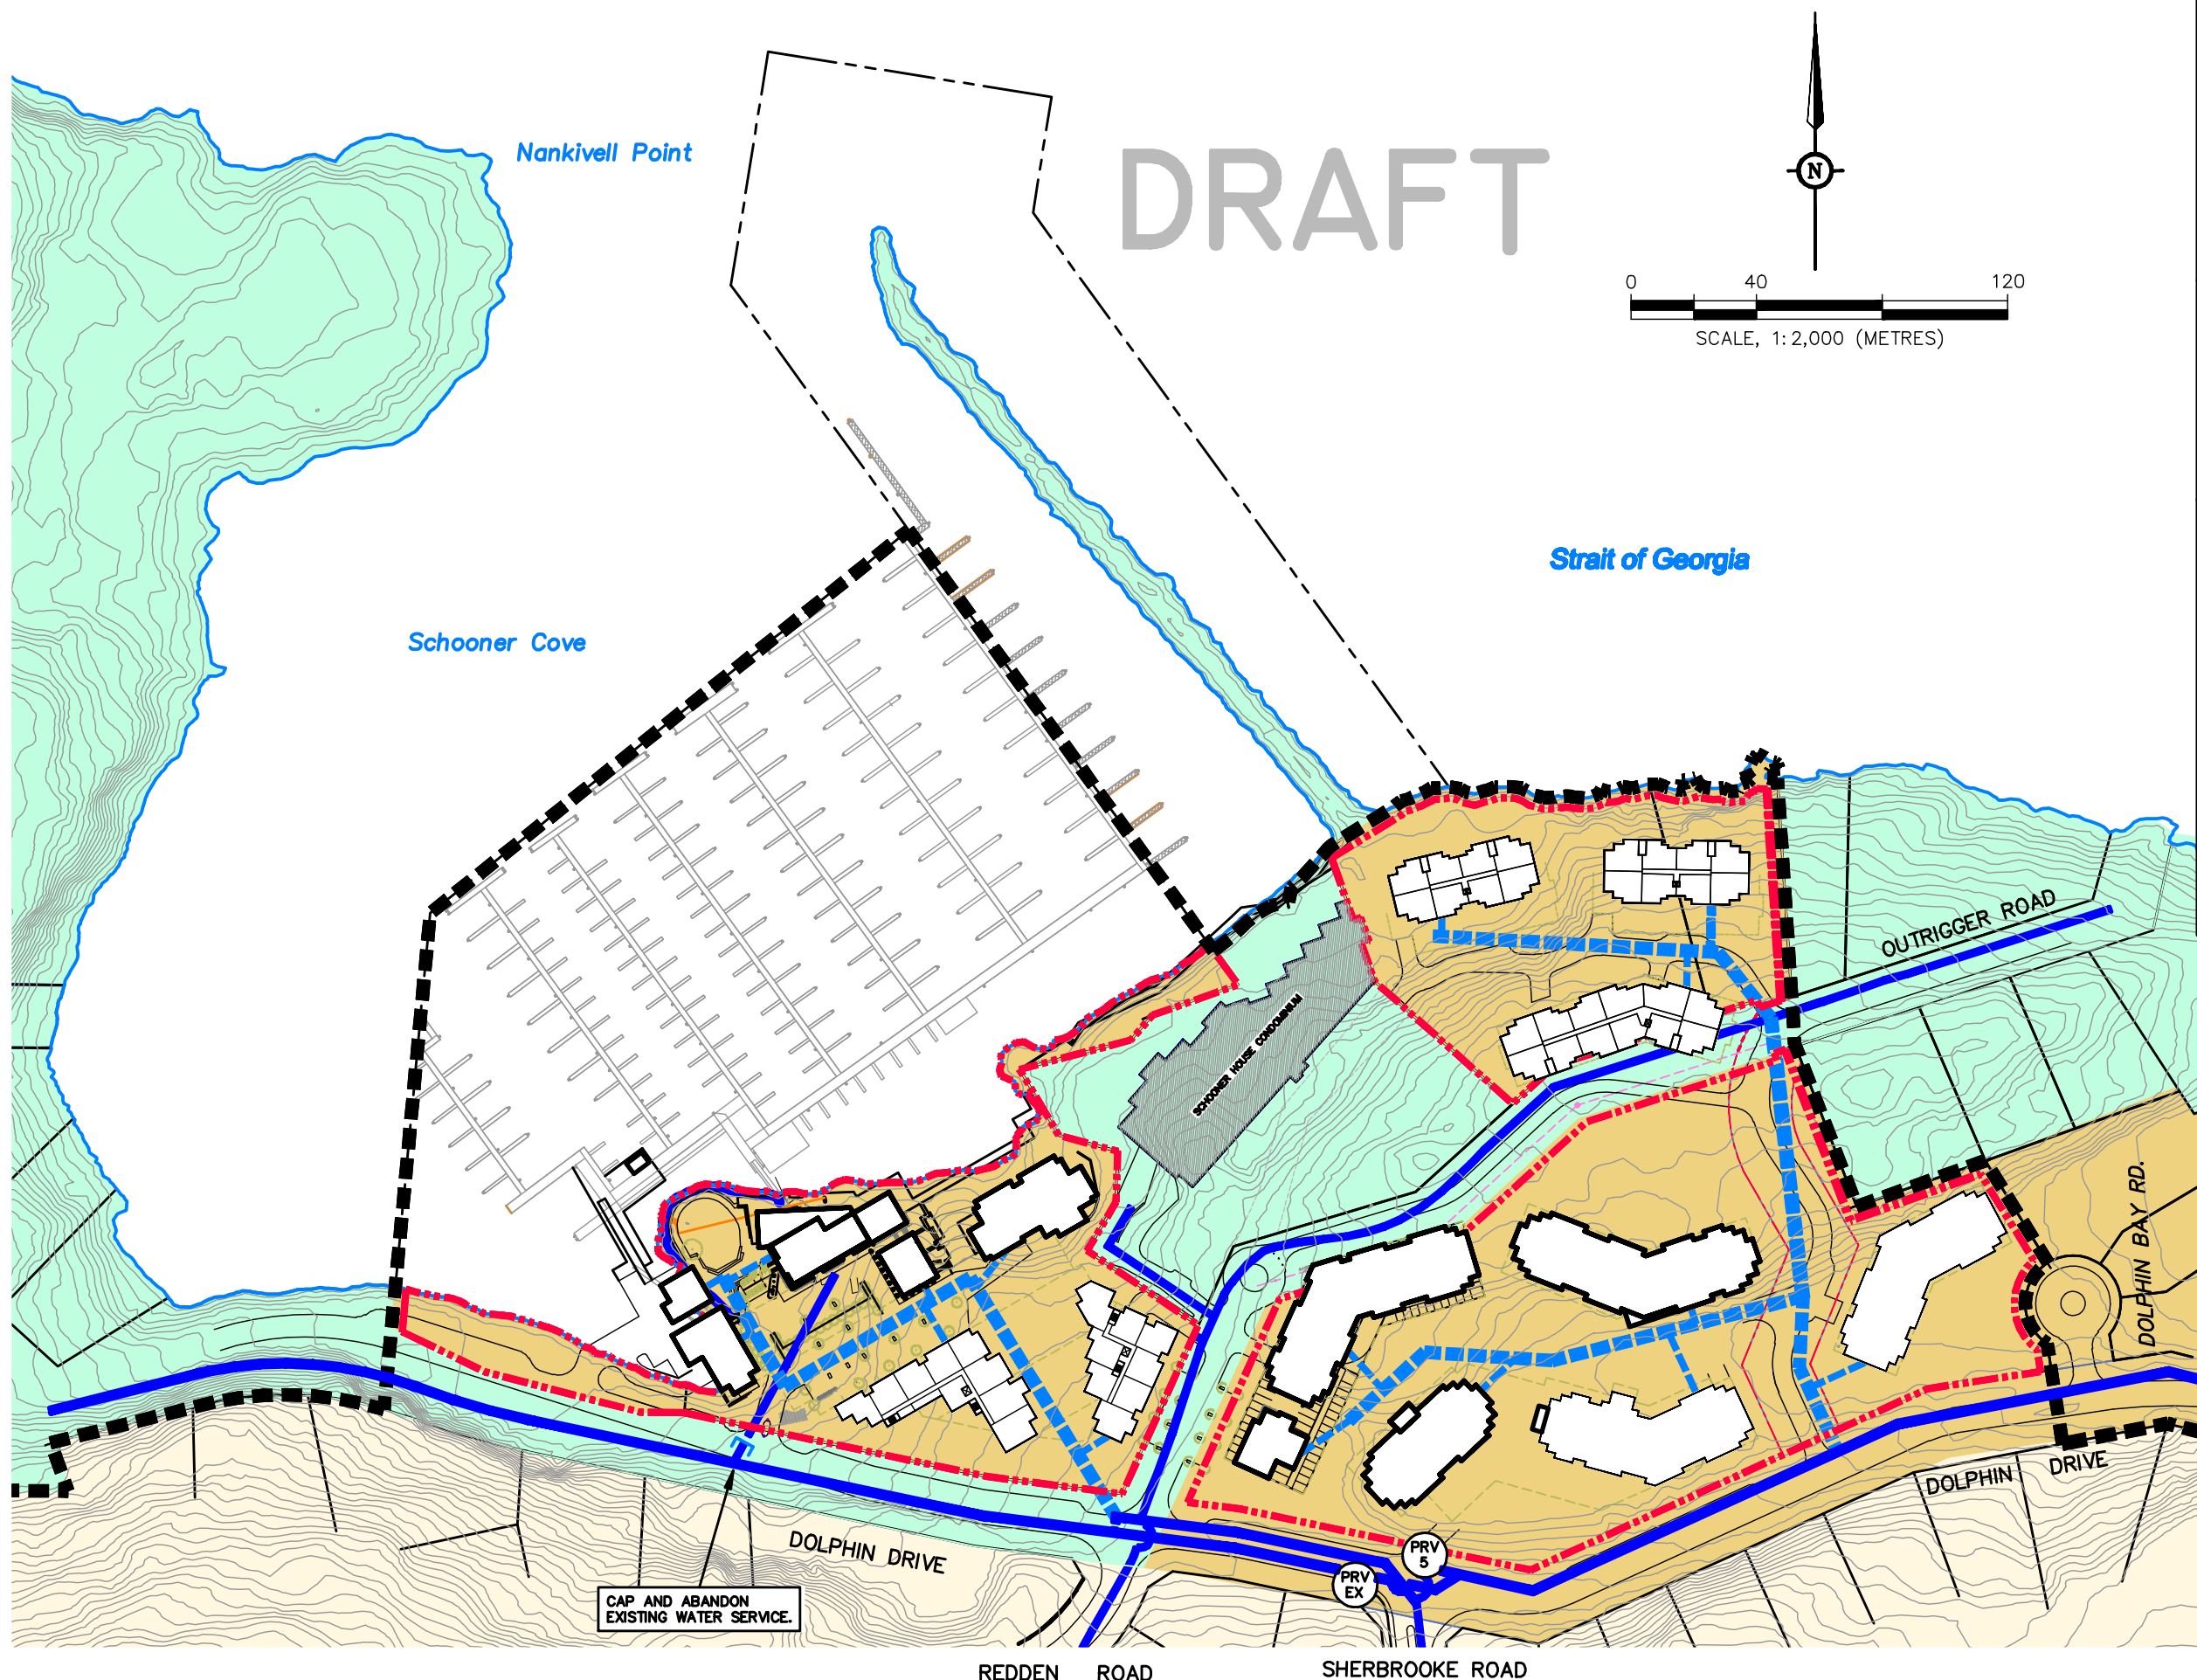 Nankivell Point
DRAFT
N
0 40 120
SCALE, 1:2,000 (METRES)
Strait of Georgia
Schooner Cove
OUTRIGGER ROAD
SCHOONER HOUSE CONDOMINIUM
DOLPHIN BAY RD.
DOLPHIN DRIVE
DOLPHIN DRIVE
PRV
5
PRV
EX
CAP AND ABANDON
EXISTING WATER SERVICE.
REDDEN ROAD
SHERBROOKE ROAD